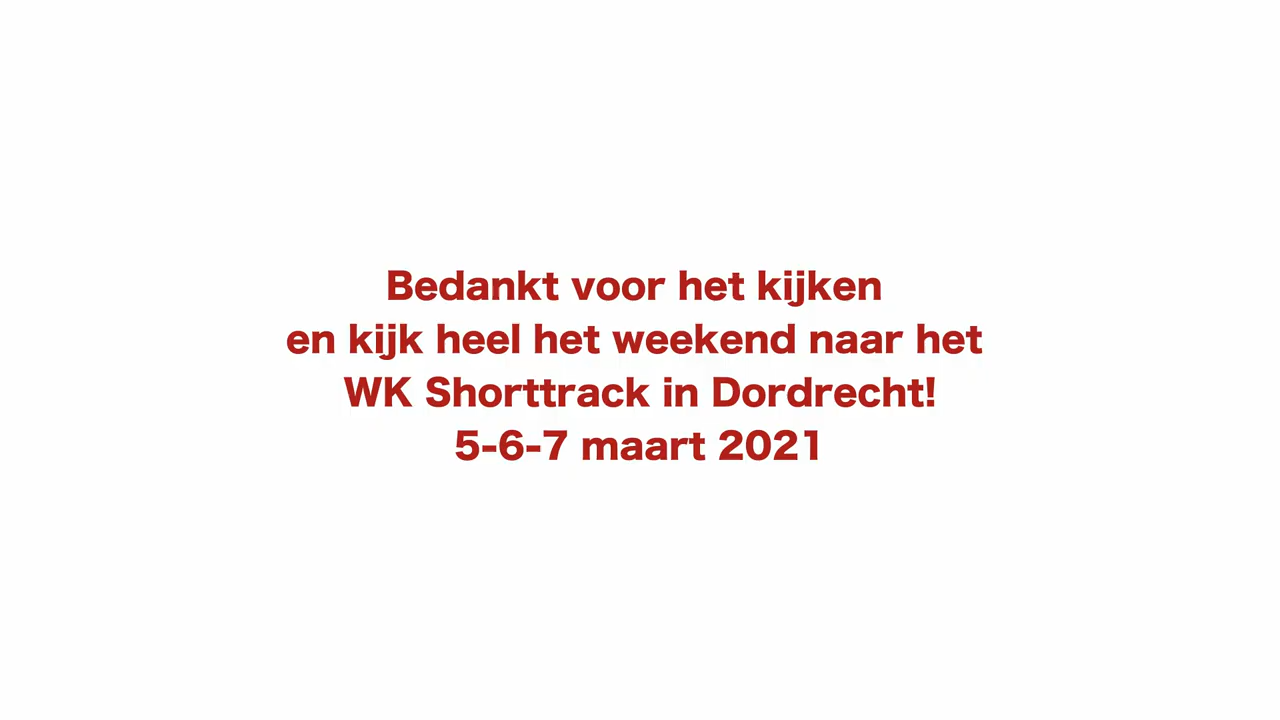 Bedankt voor het kijken
en kijk heel het weekend naar het
WK Shorttrack in Dordrecht!
5-6-7 maart 2021